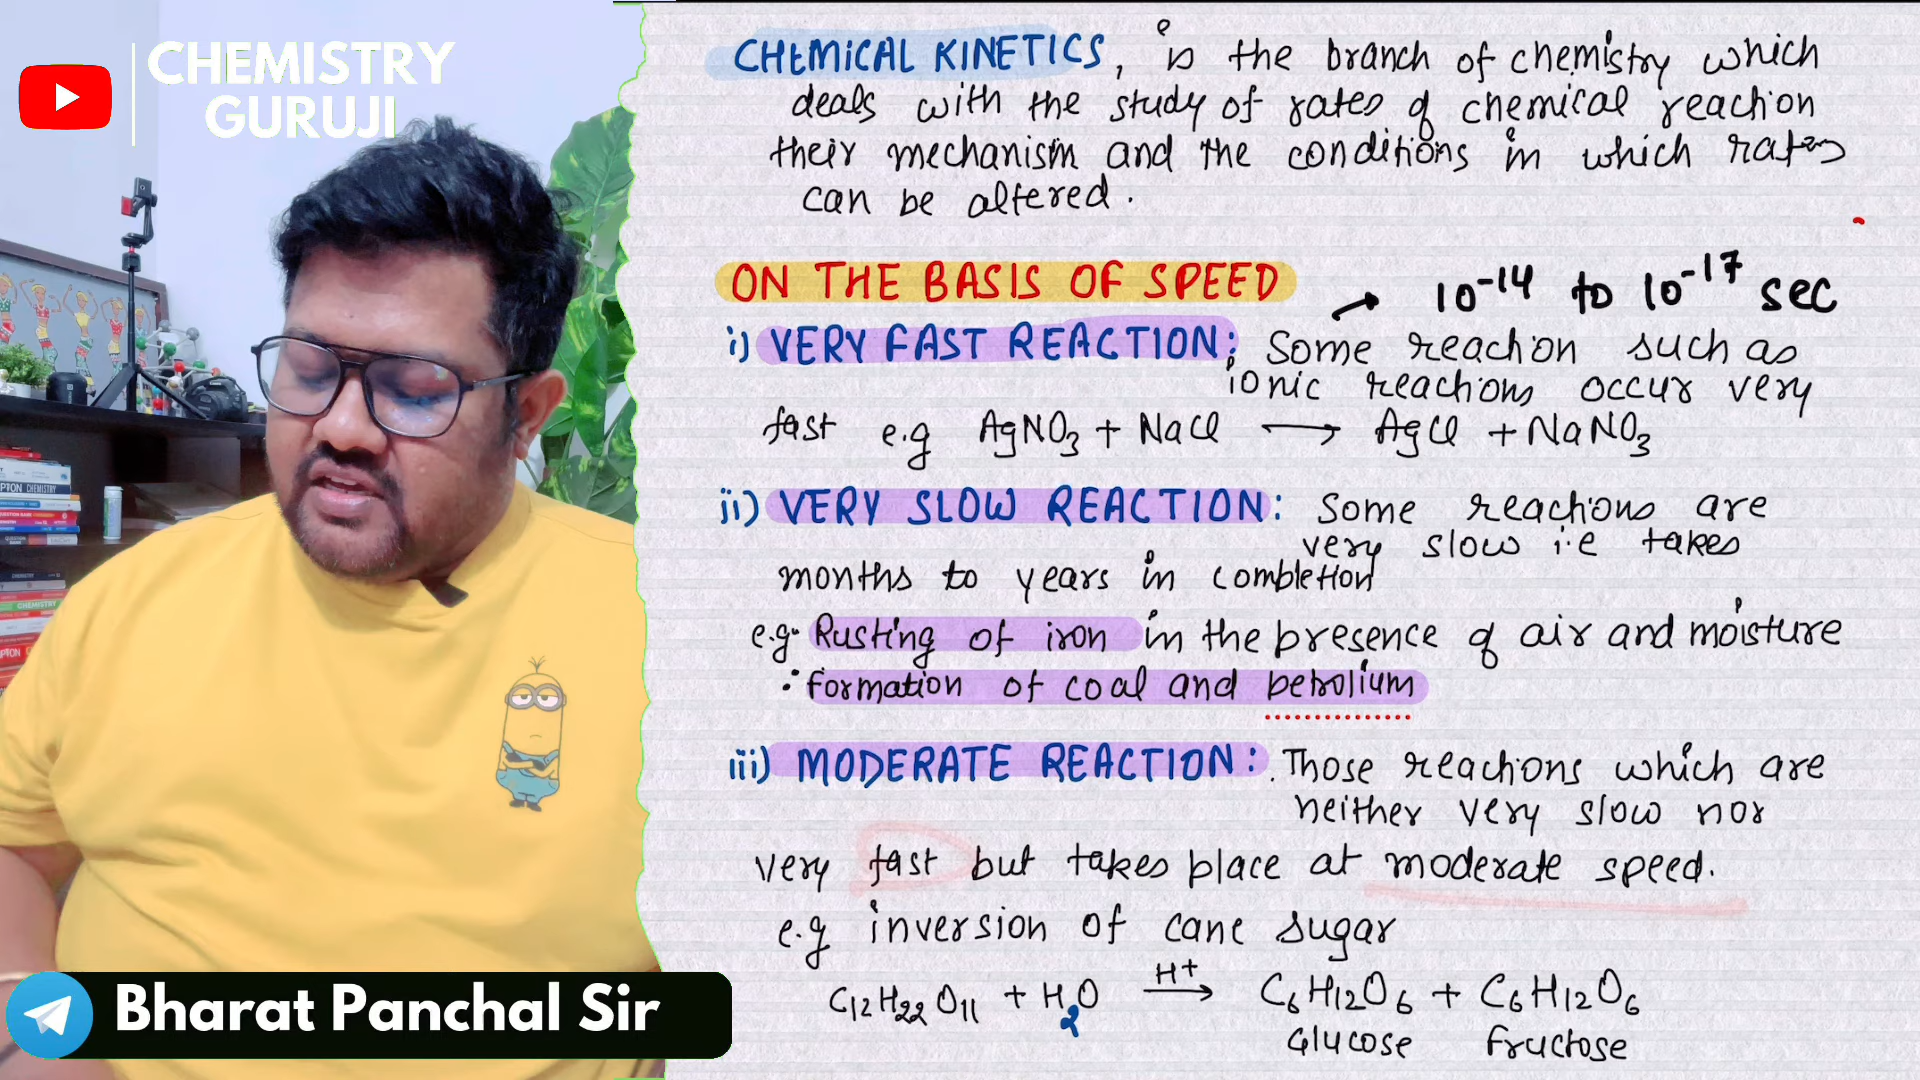 CHEMISTRY
GURUJI
CHEMICAL KINETICS, is the branch of chemistry which
deals with the study of rates of chemical reaction
their mechanism and the conditions in which rates
can be altered.
ON THE BASIS OF SPEED
→ 10⁻¹⁴ to 10⁻¹⁷ sec
i) VERY FAST REACTION: Some reaction such as
ionic reactions occur very
fast e.g AgNO₃ + NaCl ⟶ AgCl + NaNO₃
ii) VERY SLOW REACTION: Some reactions are
very slow i.e takes
months to years in completion
e.g. Rusting of iron in the presence of air and moisture
: formation of coal and petrolium
iii) MODERATE REACTION: Those reactions which are
neither very slow nor
very fast but takes place at moderate speed.
e.g inversion of cane sugar
H⁺
C₁₂H₂₂O₁₁ + H₂O ⟶ C₆H₁₂O₆ + C₆H₁₂O₆
Glucose fructose
Bharat Panchal Sir
CHEMISTRY